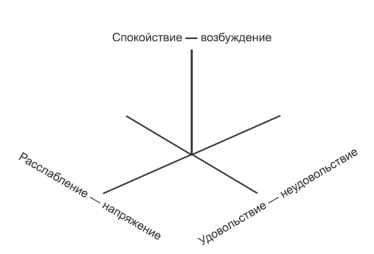 Спокойствие — возбуждение
Расслабление — напряжение
Удовольствие — неудовольствие